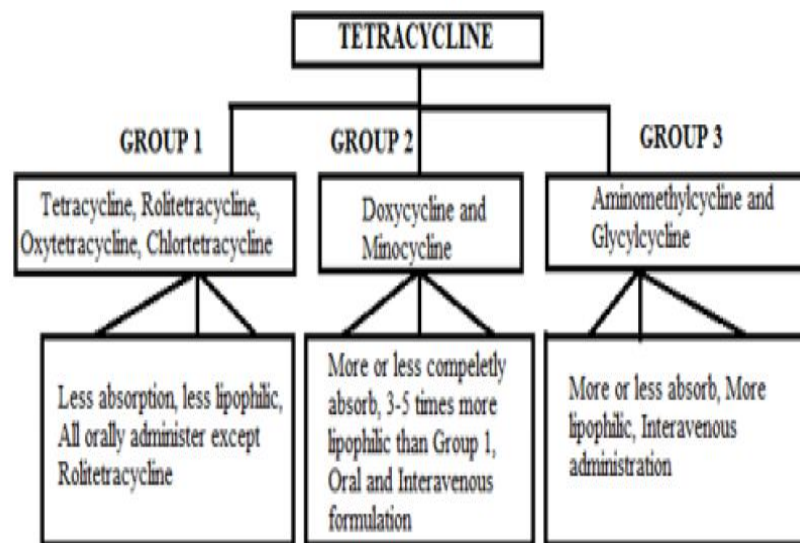 TETRACYCLINE
GROUP 1
Tetracycline, Rolitetracycline,
Oxytetracycline, Chlortetracycline
Less absorption, less lipophilic,
All orally administer except
Rolitetracycline
GROUP 2
Doxycycline and
Minocycline
More or less compeletly
absorb, 3-5 times more
lipophilic than Group 1,
Oral and Interavenous
formulation
GROUP 3
Aminomethylcycline and
Glycylcycline
More or less absorb, More
lipophilic, Interavenous
administration